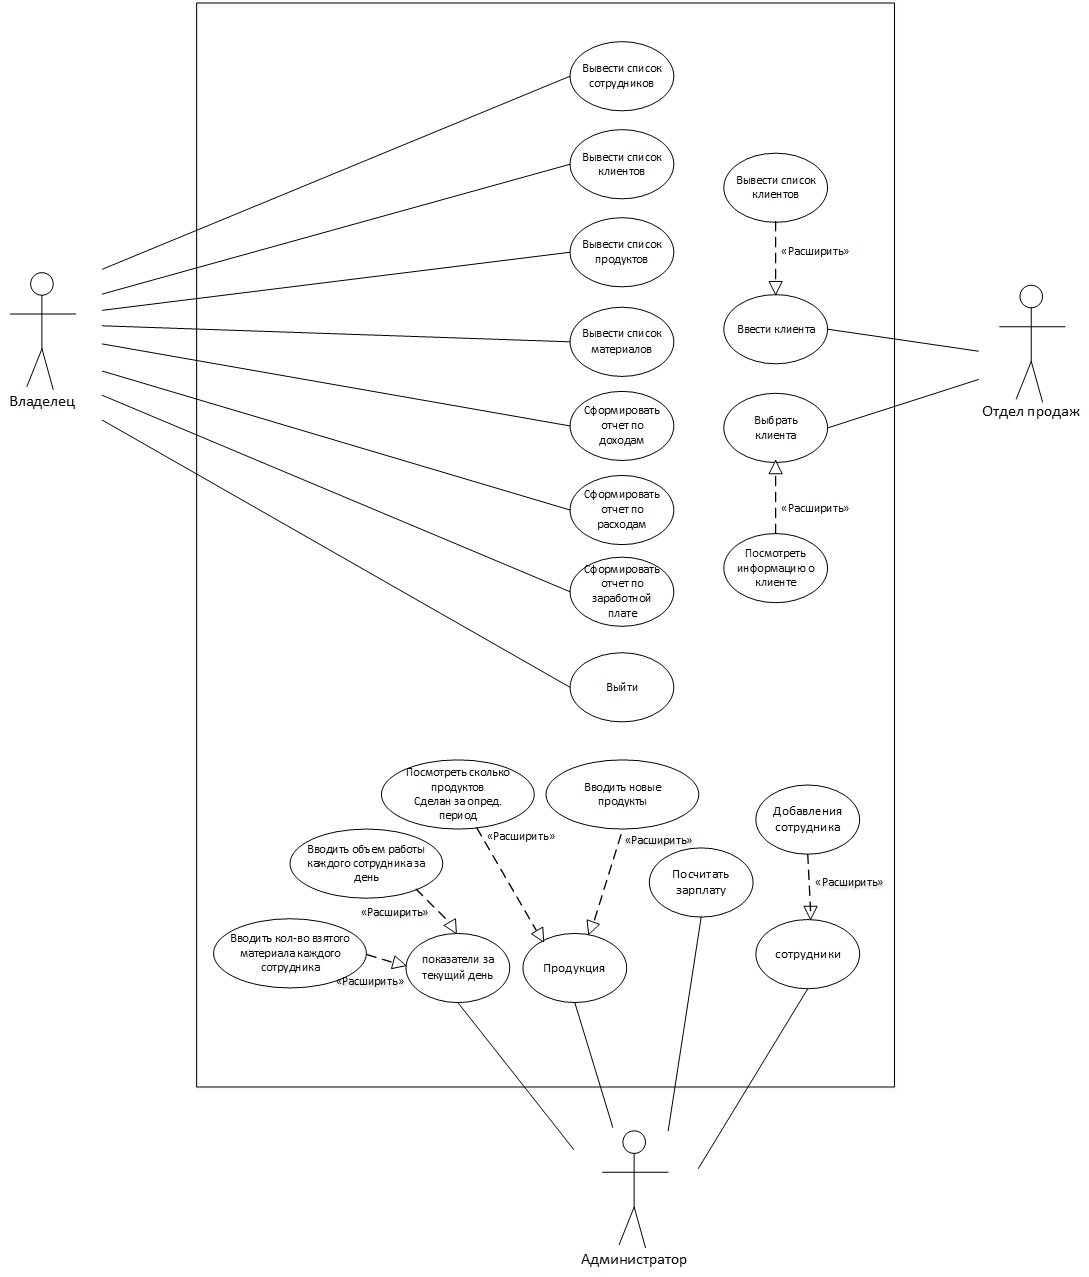 Вывести список
сотрудников
Вывести список
клиентов
Вывести список
продуктов
Вывести список
материалов
Сформировать
отчет по
доходам
Сформировать
отчет по
расходам
Сформировать
отчет по
заработной
плате
Выйти
Владелец
Вывести список
клиентов
«Расширить»
Ввести клиента
Выбрать
клиента
«Расширить»
Посмотреть
информацию о
клиенте
Отдел продаж
Посмотреть сколько
продуктов
Сделан за опред.
период
«Расширить»
Вводить новые
продукты
«Расширить»
Вводить объем работы
каждого сотрудника за
день
«Расширить»
Вводить кол-во взятого
материала каждого
сотрудника
«Расширить»
показатели за
текущий день
Продукция
Посчитать
зарплату
Добавления
сотрудника
«Расширить»
сотрудники
Администратор